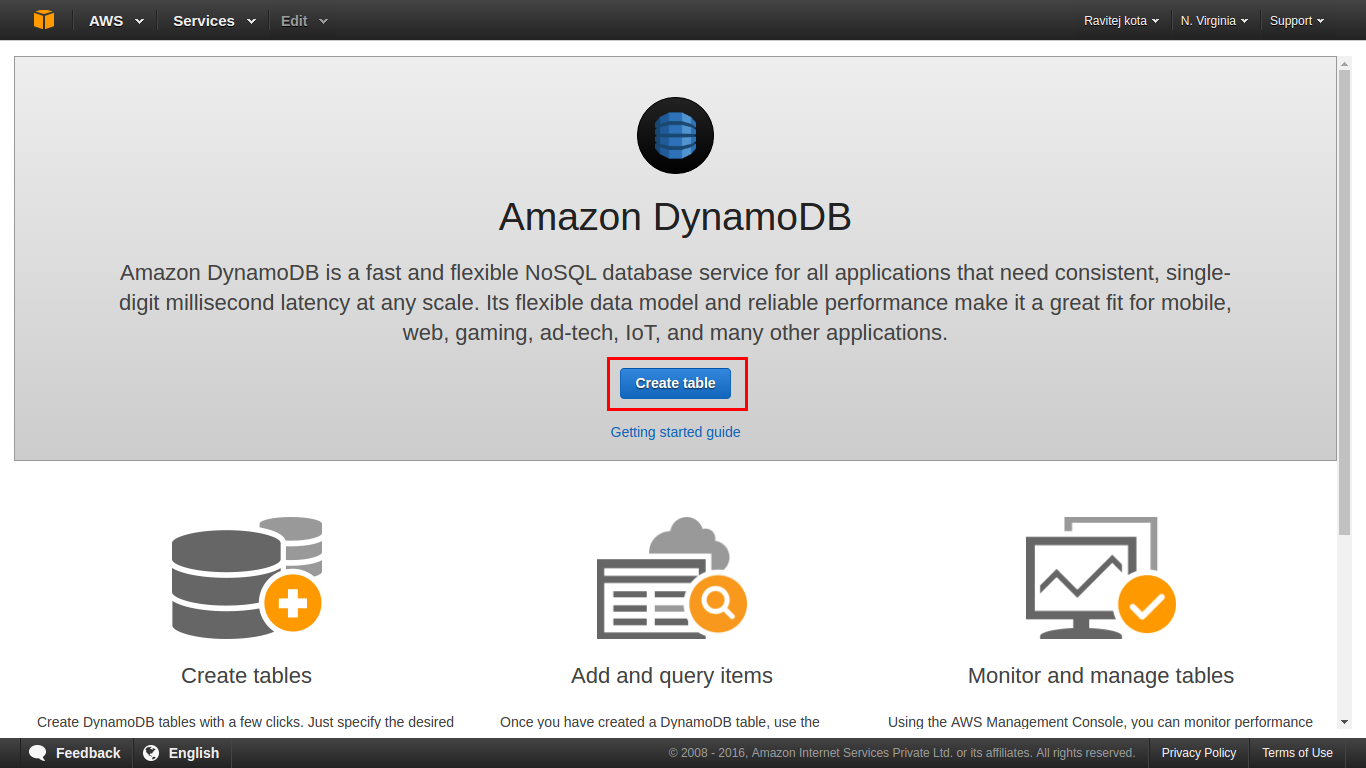 AWS Services Edit Ravitej kota N. Virginia Support
Amazon DynamoDB
Amazon DynamoDB is a fast and flexible NoSQL database service for all applications that need consistent, single-
digit millisecond latency at any scale. Its flexible data model and reliable performance make it a great fit for mobile,
web, gaming, ad-tech, IoT, and many other applications.
Create table
Getting started guide
Create tables
Create DynamoDB tables with a few clicks. Just specify the desired
Add and query items
Once you have created a DynamoDB table, use the
Monitor and manage tables
Using the AWS Management Console, you can monitor performance
Feedback English © 2008 - 2016, Amazon Internet Services Private Ltd. or its affiliates. All rights reserved. Privacy Policy Terms of Use